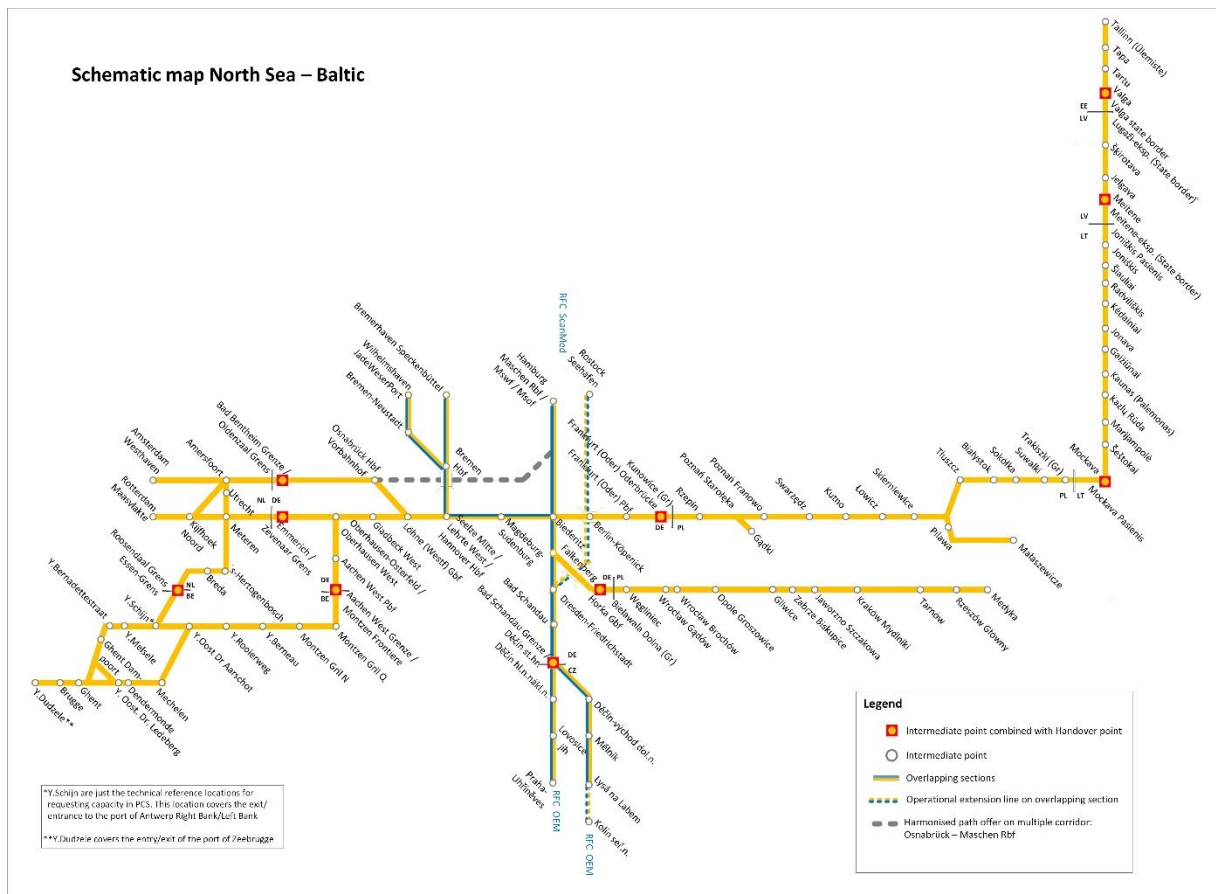 Schematic map North Sea – Baltic
Tallinn (Ülemiste)
Tapa
Tartu
Valga
Valga state border
EE
LV
Lugaži-eksp. (State border)
Šķirotava
Jelgava
Meitene
Meitene-eksp. (State border)
LV
LT
Joniškis Pasienis
Joniškis
Šiauliai
Radviliškis
Kėdainiai
Jonava
Gaižiūnai
Kaunas (Palemonas)
Kazlų Rūda
Marijampolė
Šeštokai
Mockava
Mockava Pasienis
PL LT
Trakiszki (Gr)
Suwałki
Sokółka
Białystok
Tłuszcz
Pilawa
Małaszewicze
Skierniewice
Łowicz
Kutno
Swarzędz
Poznań Franowo
Gądki
Poznań Starołęka
Rzepin
Kunowice (Gr)
DE PL
Frankfurt (Oder) Oderbrücke
Frankfurt (Oder) Pbf
Berlin-Köpernick
RFC ScanMed
Rostock
Seehafen
Hamburg
Maschen Rbf /
Mswf / Msof
Bremerhaven Speckenbüttel
Wilhelmshaven
JadeWeserPort
Bremen-Neustadt
Bremen
Hbf
Osnabrück Hbf
Vorbahnhof
Bad Bentheim Grenze /
Oldenzaal Grens
Amersfoort
Amsterdam
Westhaven
Rotterdam
Maasvlakte
Kijfhoek
Noord
Utrecht
Meteren
NL DE
Emmerich /
Zevenaar Grens
Oberhausen-Osterfeld /
Oberhausen West
Gladbeck West
Löhne (Westf) Gbf
Seelze Mitte /
Lehrte West /
Hannover Hbf
Magdeburg-
Sudenburg
Biederitz
Falkenberg
DE PL
Horka Gbf
Bielawala Dolna (Gr)
Węgliniec
Wrocław Gądów
Wrocław Brochów
Opole Groszowice
Gliwice
Zabrze Biskupice
Jaworzno Szczakowa
Kraków Mydlniki
Tarnów
Rzeszów Główny
Medyka
Roosendaal Grens
Essen-Grens
NL
BE
Breda
s-Hertogenbosch
Aachen West Pbf
DE
BE
Aachen West Grenze /
Montzen Frontiere
Montzen Gril Q
Montzen Gril N
Y.Berneau
Y.Rooierweg
Y.Oost Dr Aarschot
Y.Schijn*
Y.Melsele
Y.Bernadettestraat
Ghent Dam-
poort
Y.Dudzele**
Brugge
Ghent
Y. Oost. Dr. Ledeberg
Dendermonde
Mechelen
Bad Schandau
Dresden-Friedrichstadt
Bad Schandau Grenze /
Děčín st.hr.
DE
CZ
Děčín hl.n.nákl.n.
Děčín-východ dol.n.
Lovosice
jih
Mělník
Praha-
Uhříněves
Lysá na Labem
Kolín seř.n.
RFC OEM
RFC OEM
Legend
Intermediate point combined with Handover point
Intermediate point
Overlapping sections
Operational extension line on overlapping section
Harmonised path offer on multiple corridor:
Osnabrück – Maschen Rbf
*Y.Schijn are just the technical reference locations for
requesting capacity in PCS. This location covers the exit/
entrance to the port of Antwerp Right Bank/Left Bank
**Y.Dudzele covers the entry/exit of the port of Zeebrugge